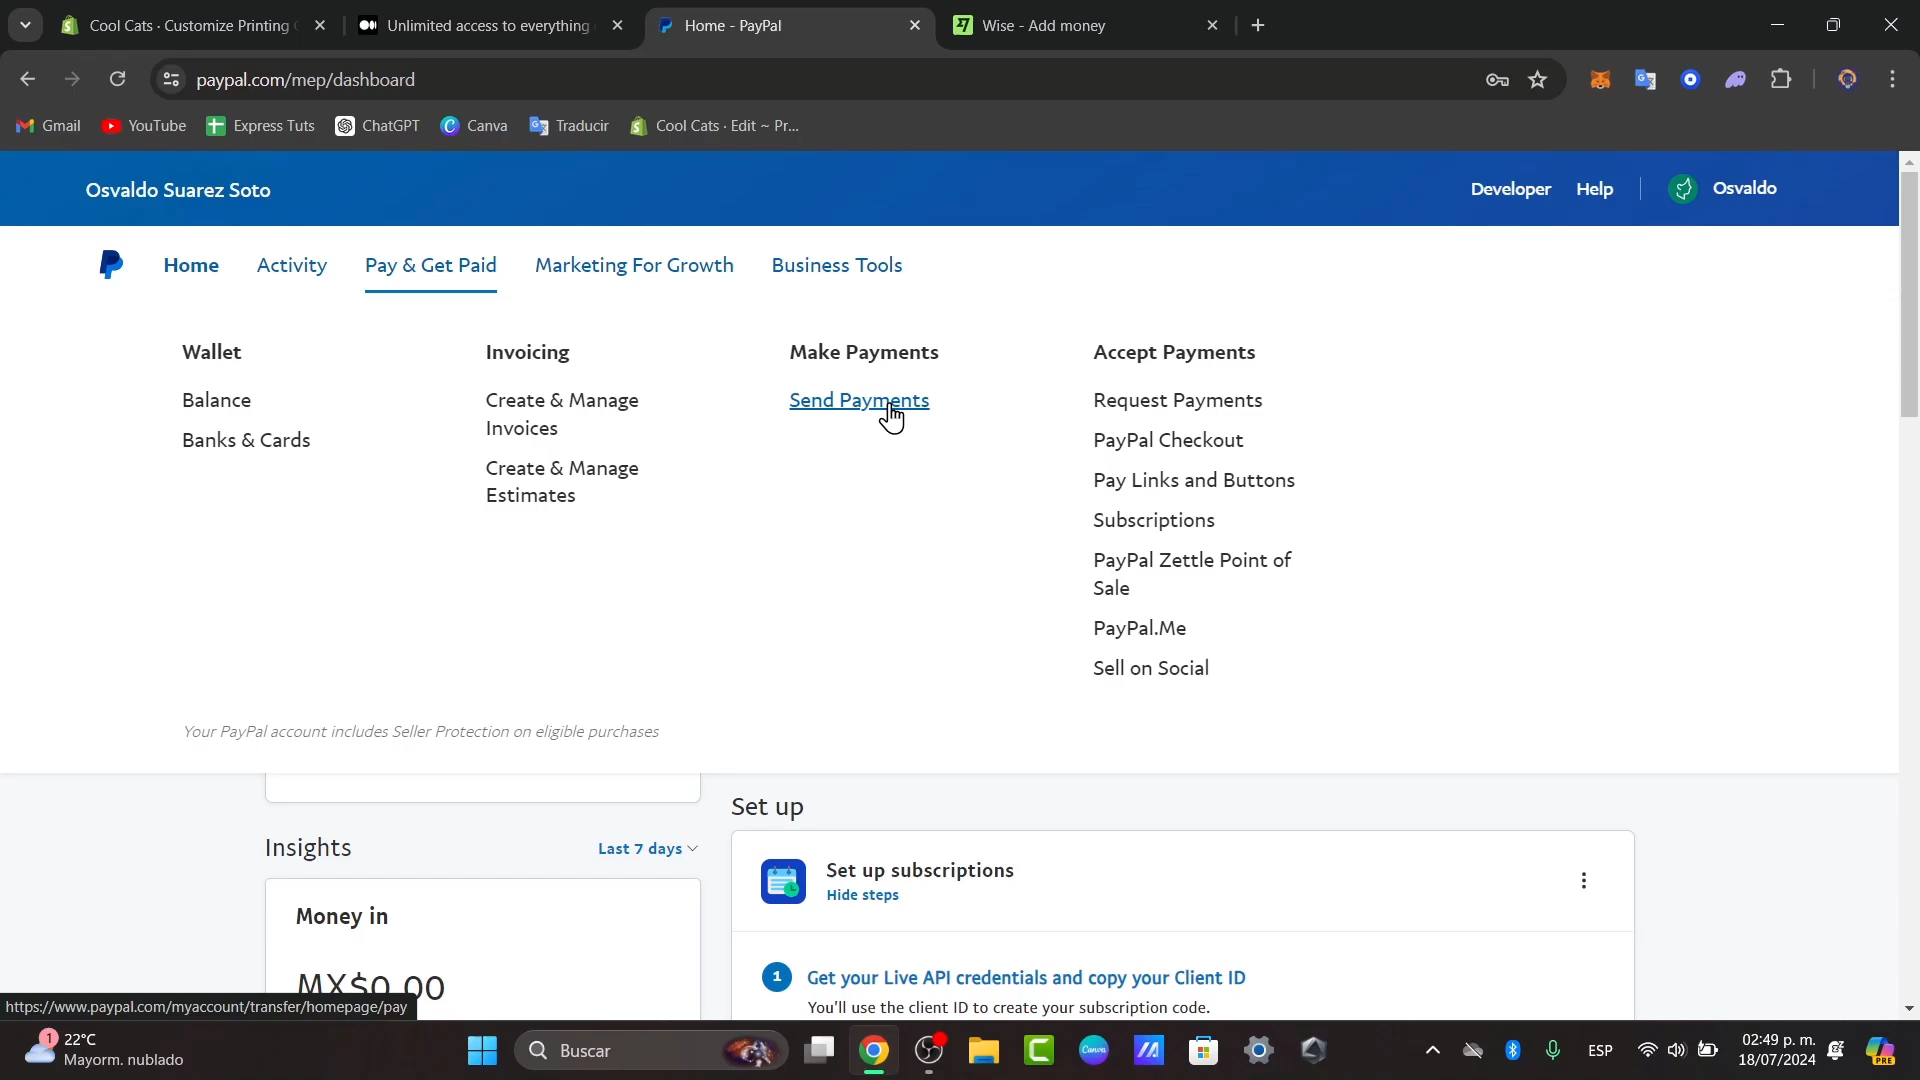 Cool Cats · Customize Printing
Unlimited access to everything
Home - PayPal
Wise - Add money
paypal.com/mep/dashboard
Gmail
YouTube
Express Tuts
ChatGPT
Canva
Traducir
Cool Cats · Edit ~ Pr...
Osvaldo Suarez Soto
Developer
Help
Osvaldo
Home
Activity
Pay & Get Paid
Marketing For Growth
Business Tools
Wallet
Balance
Banks & Cards
Invoicing
Create & Manage
Invoices
Create & Manage
Estimates
Make Payments
Send Payments
Accept Payments
Request Payments
PayPal Checkout
Pay Links and Buttons
Subscriptions
PayPal Zettle Point of
Sale
PayPal.Me
Sell on Social
Your PayPal account includes Seller Protection on eligible purchases
Insights
Last 7 days
Money in
MX$0.00
Set up
Set up subscriptions
Hide steps
1
Get your Live API credentials and copy your Client ID
You'll use the client ID to create your subscription code.
https://www.paypal.com/myaccount/transfer/homepage/pay
1
22°C
Mayorm. nublado
Buscar
Canva
ESP
02:49 p. m.
18/07/2024
PRE